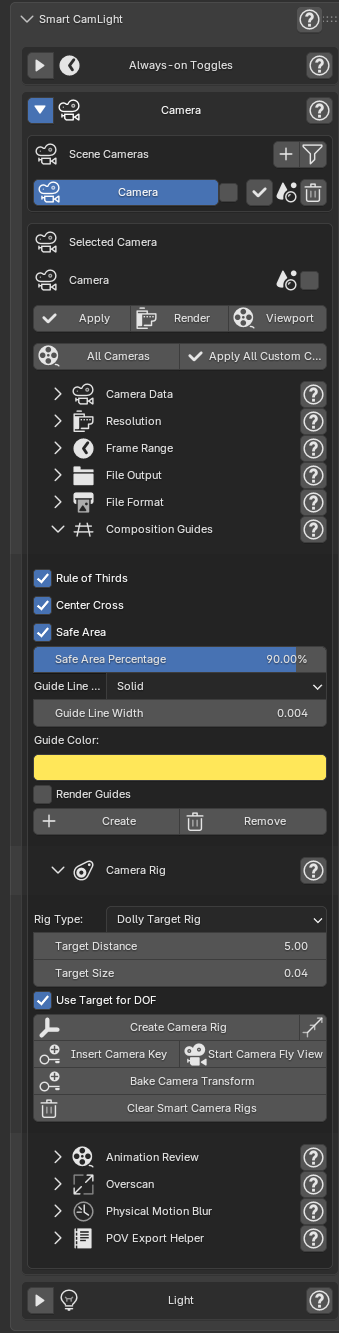 Smart CamLight
Always-on Toggles
Camera
Scene Cameras
Camera
Selected Camera
Camera
Apply Render Viewport
All Cameras Apply All Custom C...
Camera Data
Resolution
Frame Range
File Output
File Format
Composition Guides
Rule of Thirds
Center Cross
Safe Area
Safe Area Percentage 90.00%
Guide Line ... Solid
Guide Line Width 0.004
Guide Color:
Render Guides
Create Remove
Camera Rig
Rig Type: Dolly Target Rig
Target Distance 5.00
Target Size 0.04
Use Target for DOF
Create Camera Rig
Insert Camera Key Start Camera Fly View
Bake Camera Transform
Clear Smart Camera Rigs
Animation Review
Overscan
Physical Motion Blur
POV Export Helper
Light